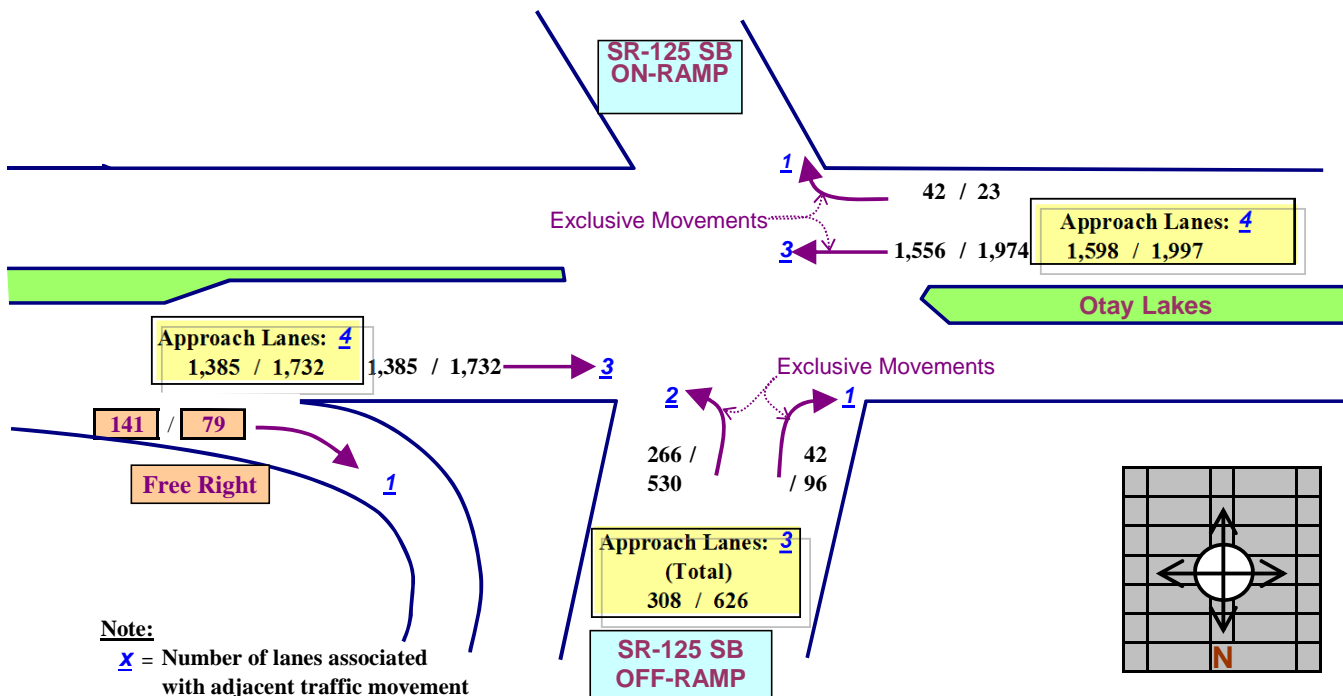 SR-125 SB
ON-RAMP
1
42 / 23
Exclusive Movements
3
1,556 / 1,974
Approach Lanes: 4
1,598 / 1,997
Otay Lakes
Approach Lanes: 4
1,385 / 1,732
1,385 / 1,732
3
Exclusive Movements
2
1
141 / 79
Free Right
1
266 /
530
42
/ 96
Approach Lanes: 3
(Total)
308 / 626
SR-125 SB
OFF-RAMP
N
Note:
x = Number of lanes associated
with adjacent traffic movement